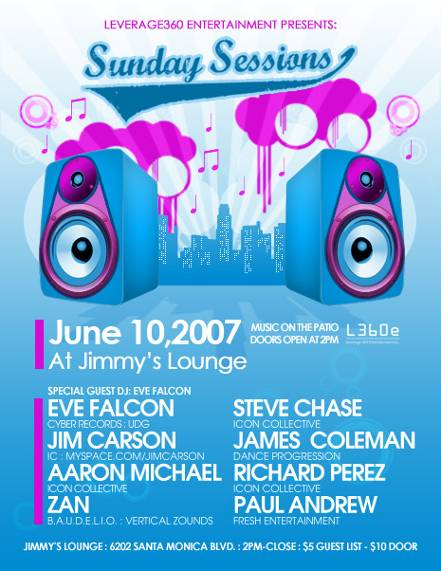 LEVERAGE360 ENTERTAINMENT PRESENTS:
Sunday Sessions
June 10,2007
MUSIC ON THE PATIO
DOORS OPEN AT 2PM
L360e
At Jimmy's Lounge
SPECIAL GUEST DJ: EVE FALCON
EVE FALCON
CYBER RECORDS : UDG
JIM CARSON
IC : MYSPACE.COM/JIMCARSON
AARON MICHAEL
ICON COLLECTIVE
ZAN
B.A.U.D.E.L.I.O. : VERTICAL ZOUNDS
STEVE CHASE
ICON COLLECTIVE
JAMES COLEMAN
DANCE PROGRESSION
RICHARD PEREZ
ICON COLLECTIVE
PAUL ANDREW
FRESH ENTERTAINMENT
JIMMY'S LOUNGE : 6202 SANTA MONICA BLVD. : 2PM-CLOSE : $5 GUEST LIST - $10 DOOR